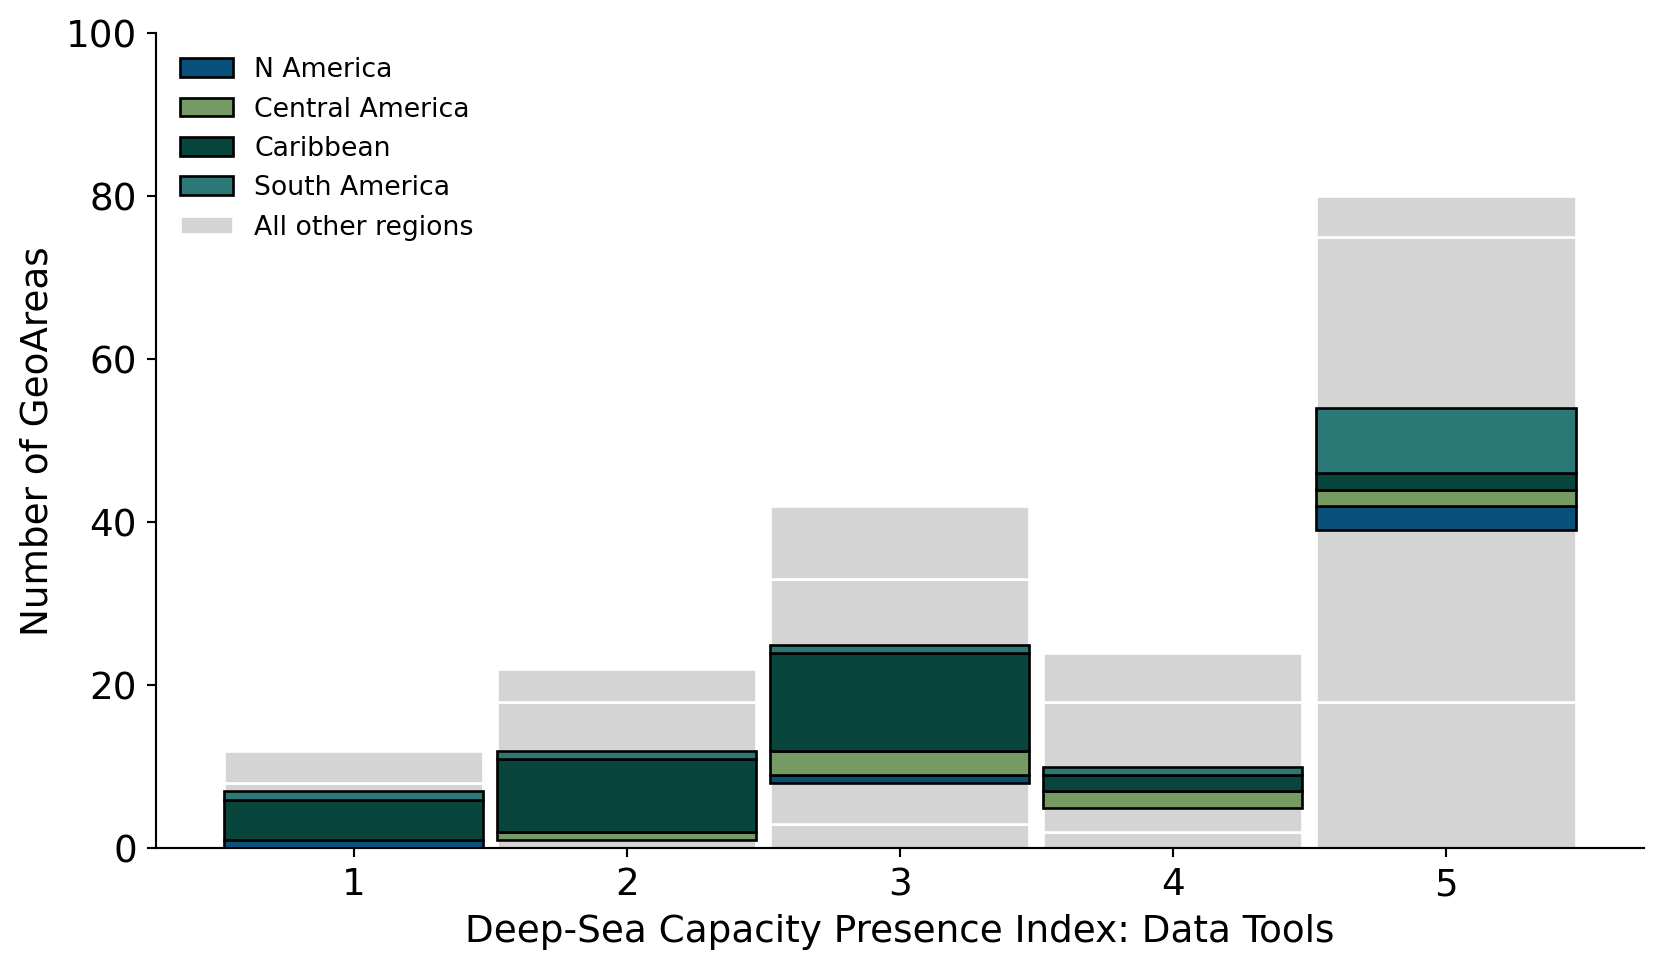 100
80
60
40
20
0
Number of GeoAreas
N America
Central America
Caribbean
South America
All other regions
1 2 3 4 5
Deep-Sea Capacity Presence Index: Data Tools